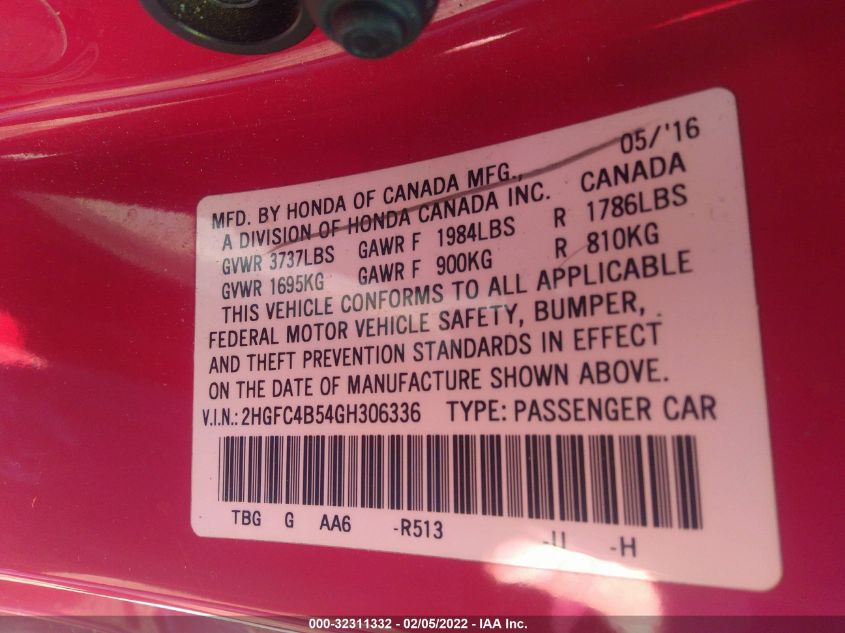 05/'16
MFD. BY HONDA OF CANADA MFG.,
A DIVISION OF HONDA CANADA INC. CANADA
GVWR 3737LBS GAWR F 1984LBS R 1786LBS
GVWR 1695KG GAWR F 900KG R 810KG
THIS VEHICLE CONFORMS TO ALL APPLICABLE
FEDERAL MOTOR VEHICLE SAFETY, BUMPER,
AND THEFT PREVENTION STANDARDS IN EFFECT
ON THE DATE OF MANUFACTURE SHOWN ABOVE.
V.I.N.: 2HGFC4B54GH306336 TYPE: PASSENGER CAR
TBG G AA6 -R513 -U -H
000-32311332 - 02/05/2022 - IAA Inc.